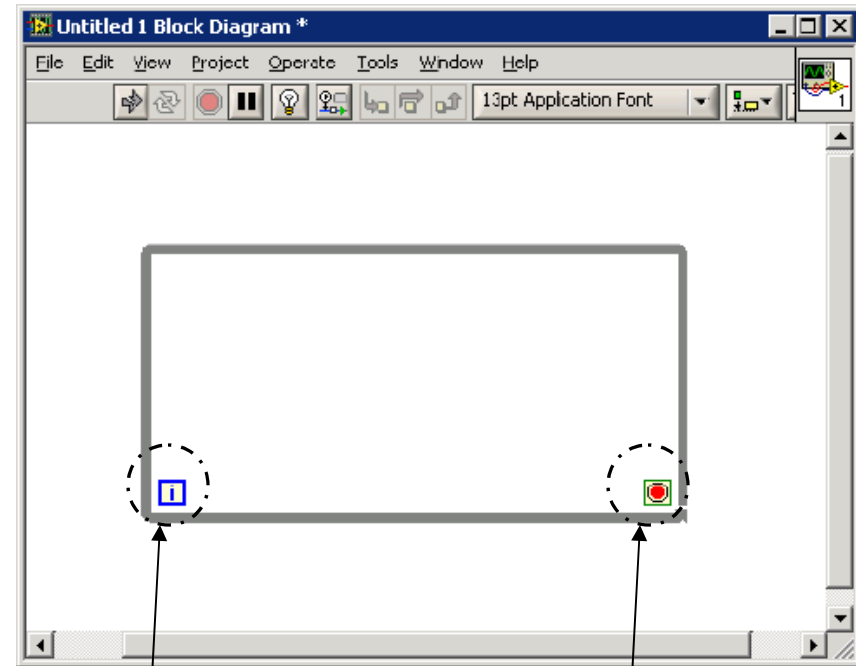 Untitled 1 Block Diagram *
File Edit View Project Operate Tools Window Help
13pt Application Font
1
i